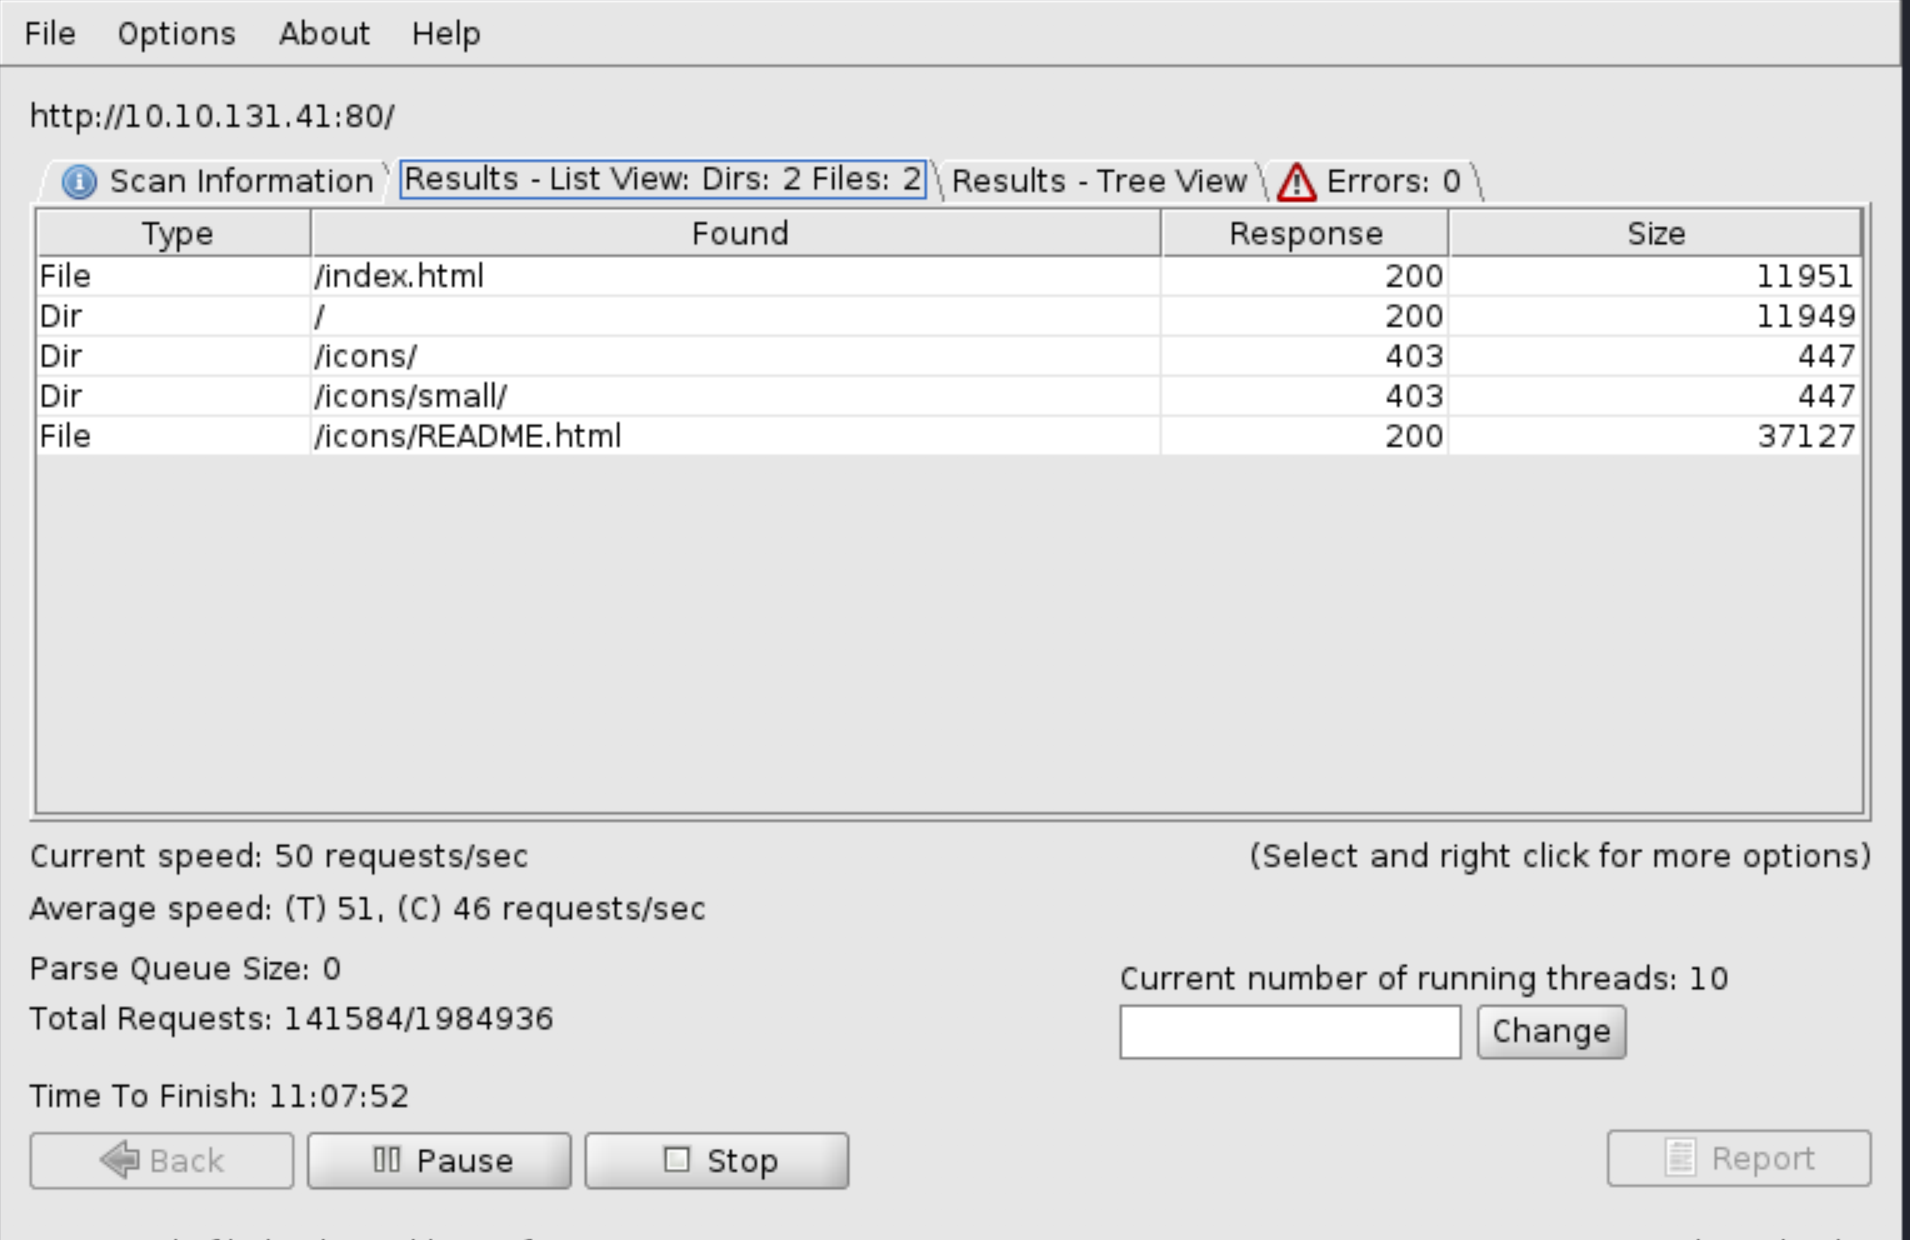 File Options About Help
http://10.10.131.41:80/
Scan Information Results - List View: Dirs: 2 Files: 2 Results - Tree View Errors: 0
Type Found Response Size
File /index.html 200 11951
Dir / 200 11949
Dir /icons/ 403 447
Dir /icons/small/ 403 447
File /icons/README.html 200 37127
Current speed: 50 requests/sec (Select and right click for more options)
Average speed: (T) 51, (C) 46 requests/sec
Parse Queue Size: 0
Current number of running threads: 10
Total Requests: 141584/1984936
Change
Time To Finish: 11:07:52
Back Pause Stop Report